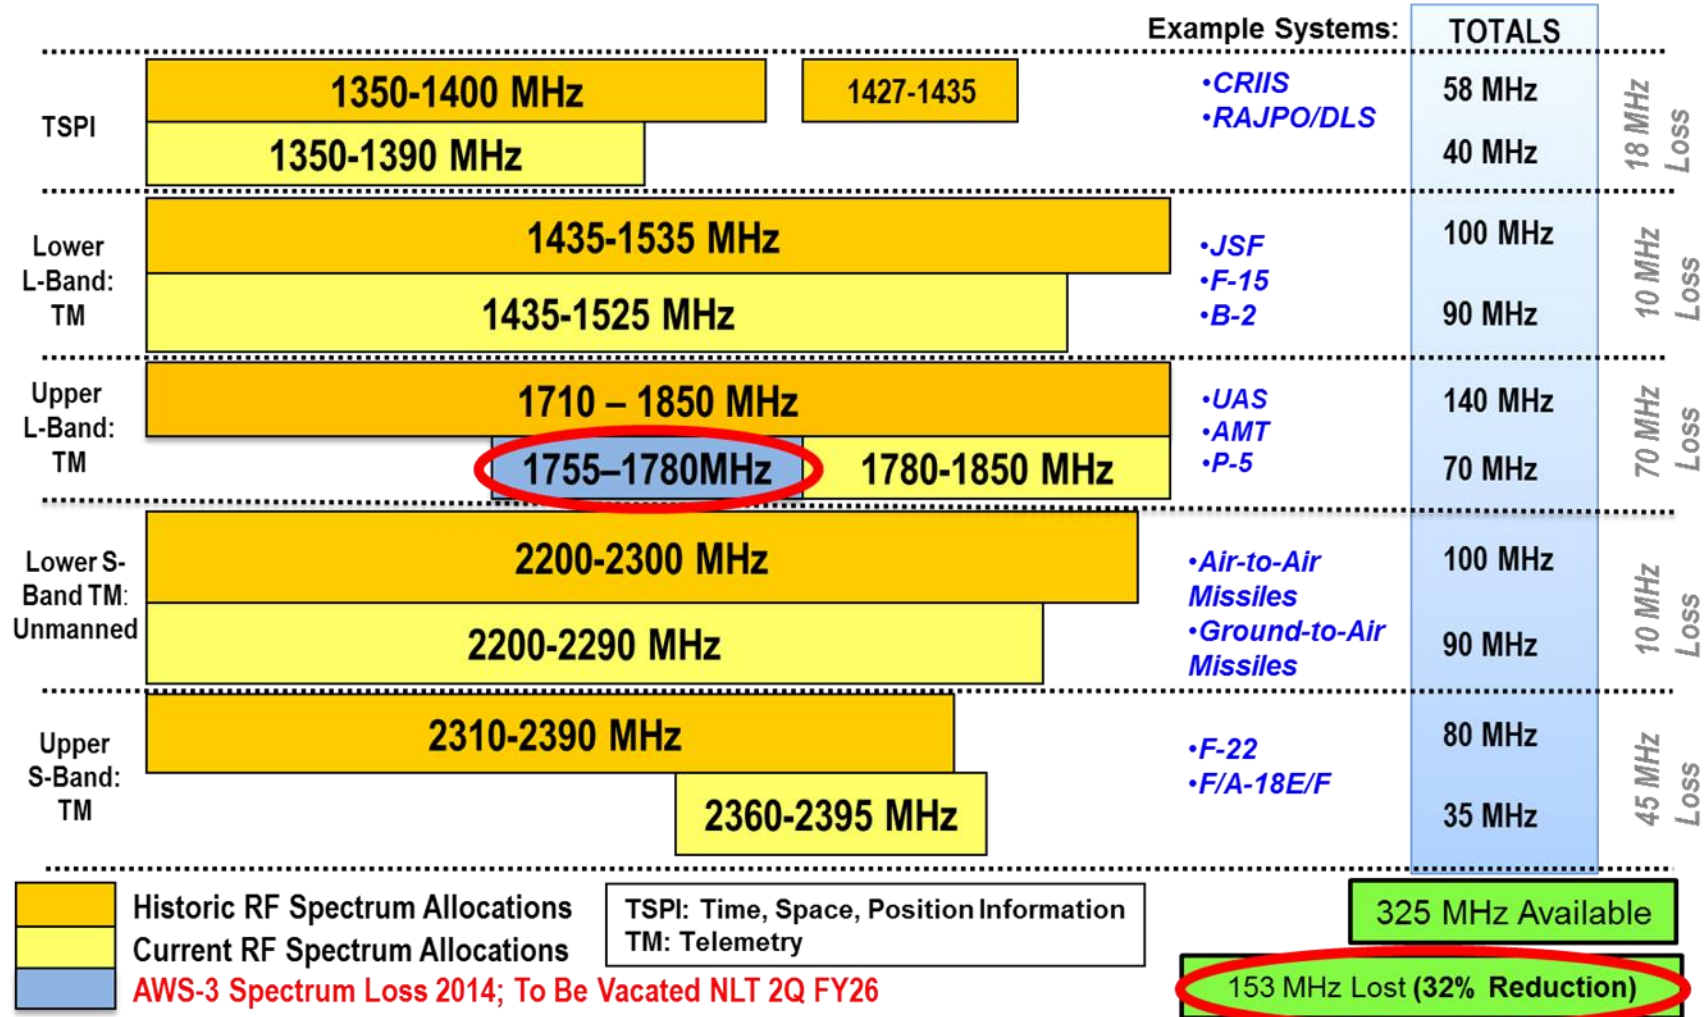 Example Systems: TOTALS
TSPI
1350-1400 MHz
1427-1435
•CRIIS
•RAJPO/DLS
58 MHz
1350-1390 MHz
40 MHz
18 MHz
Loss
Lower
L-Band:
TM
1435-1535 MHz
1435-1525 MHz
•JSF
•F-15
•B-2
100 MHz
90 MHz
10 MHz
Loss
Upper
L-Band:
TM
1710 – 1850 MHz
1755–1780MHz
1780-1850 MHz
•UAS
•AMT
•P-5
140 MHz
70 MHz
70 MHz
Loss
Lower S-
Band TM:
Unmanned
2200-2300 MHz
2200-2290 MHz
•Air-to-Air
Missiles
•Ground-to-Air
Missiles
100 MHz
90 MHz
10 MHz
Loss
Upper
S-Band:
TM
2310-2390 MHz
2360-2395 MHz
•F-22
•F/A-18E/F
80 MHz
35 MHz
45 MHz
Loss
Historic RF Spectrum Allocations
Current RF Spectrum Allocations
AWS-3 Spectrum Loss 2014; To Be Vacated NLT 2Q FY26
TSPI: Time, Space, Position Information
TM: Telemetry
325 MHz Available
153 MHz Lost (32% Reduction)